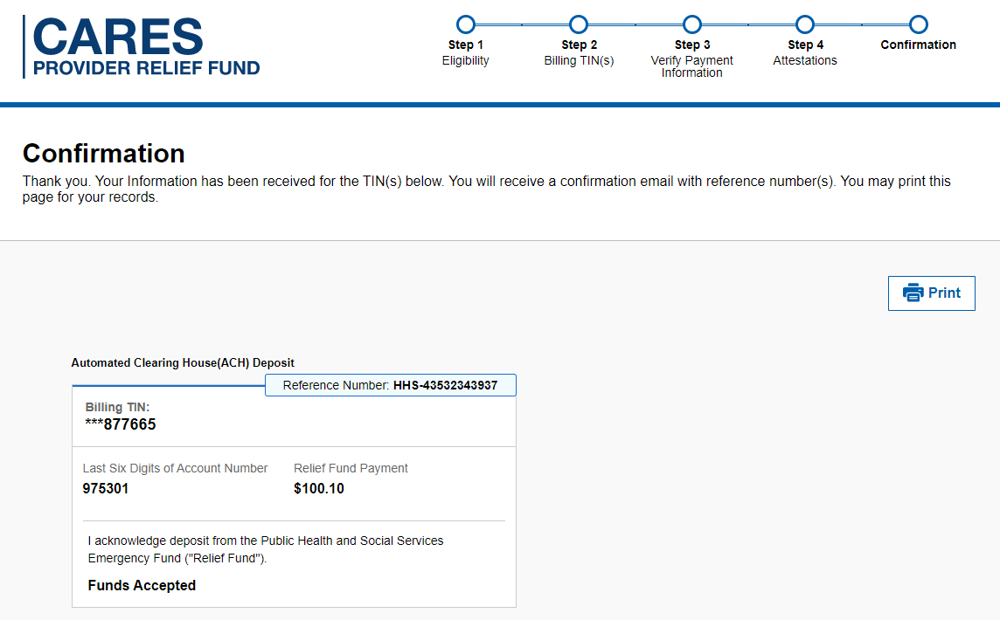 CARES
PROVIDER RELIEF FUND
Step 1
Eligibility
Step 2
Billing TIN(s)
Step 3
Verify Payment
Information
Step 4
Attestations
Confirmation
Confirmation
Thank you. Your Information has been received for the TIN(s) below. You will receive a confirmation email with reference number(s). You may print this
page for your records.
Print
Automated Clearing House(ACH) Deposit
Reference Number: HHS-43532343937
Billing TIN:
***877665
Last Six Digits of Account Number
975301
Relief Fund Payment
$100.10
I acknowledge deposit from the Public Health and Social Services
Emergency Fund ("Relief Fund").
Funds Accepted